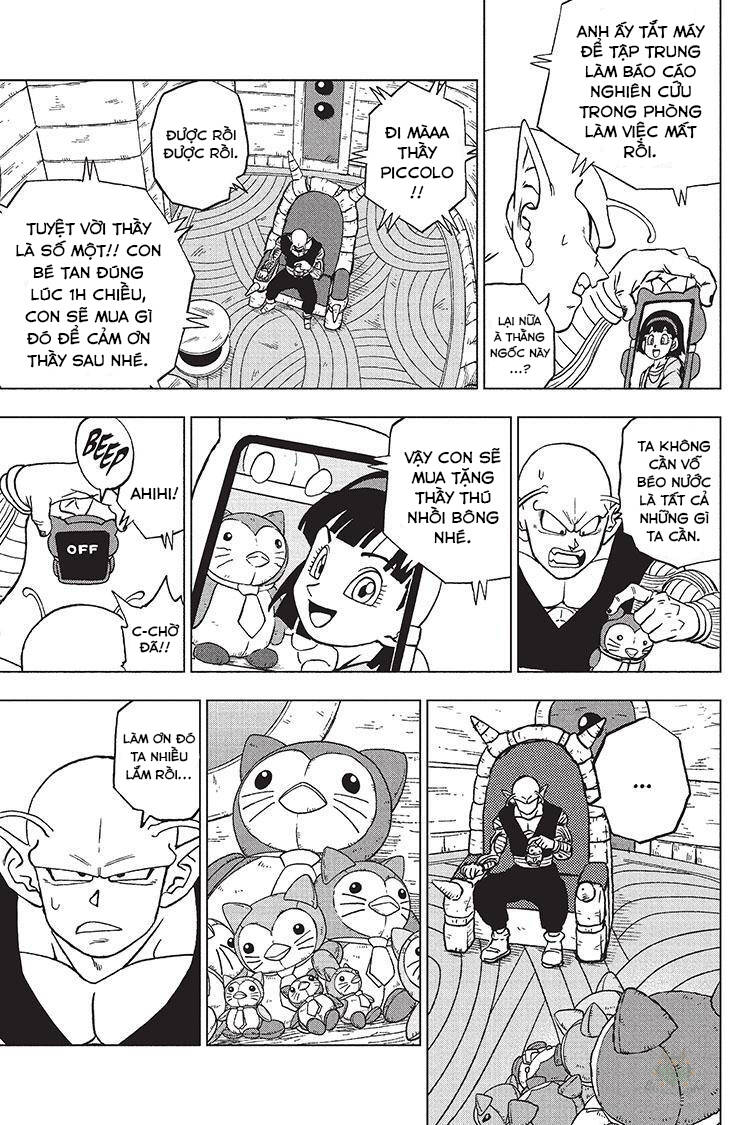 ANH ẤY TẮT MÁY
ĐỂ TẬP TRUNG
LÀM BÁO CÁO
NGHIÊN CỨU
TRONG PHÒNG
LÀM VIỆC MẤT
RỒI.
LẠI NỮA
À THẰNG
NGỐC NÀY
...?
ĐI MÀAA
THẦY
PICCOLO
!!
ĐƯỢC RỒI
ĐƯỢC RỒI.
TUYỆT VỜI THẦY
LÀ SỐ MỘT!! CON
BÉ TAN ĐÚNG
LÚC 1H CHIỀU,
CON SẼ MUA GÌ
ĐÓ ĐỂ CẢM ƠN
THẦY SAU NHÉ.
TA KHÔNG
CẦN VỖ
BÉO NƯỚC
LÀ TẤT CẢ
NHỮNG GÌ
TA CẦN.
VẬY CON SẼ
MUA TẶNG
THẦY THÚ
NHỒI BÔNG
NHÉ.
BEEP
AHIHI!
OFF
C-CHỜ
ĐÃ!!
...
LÀM ƠN ĐÓ
TA NHIỀU
LẮM RỒI...